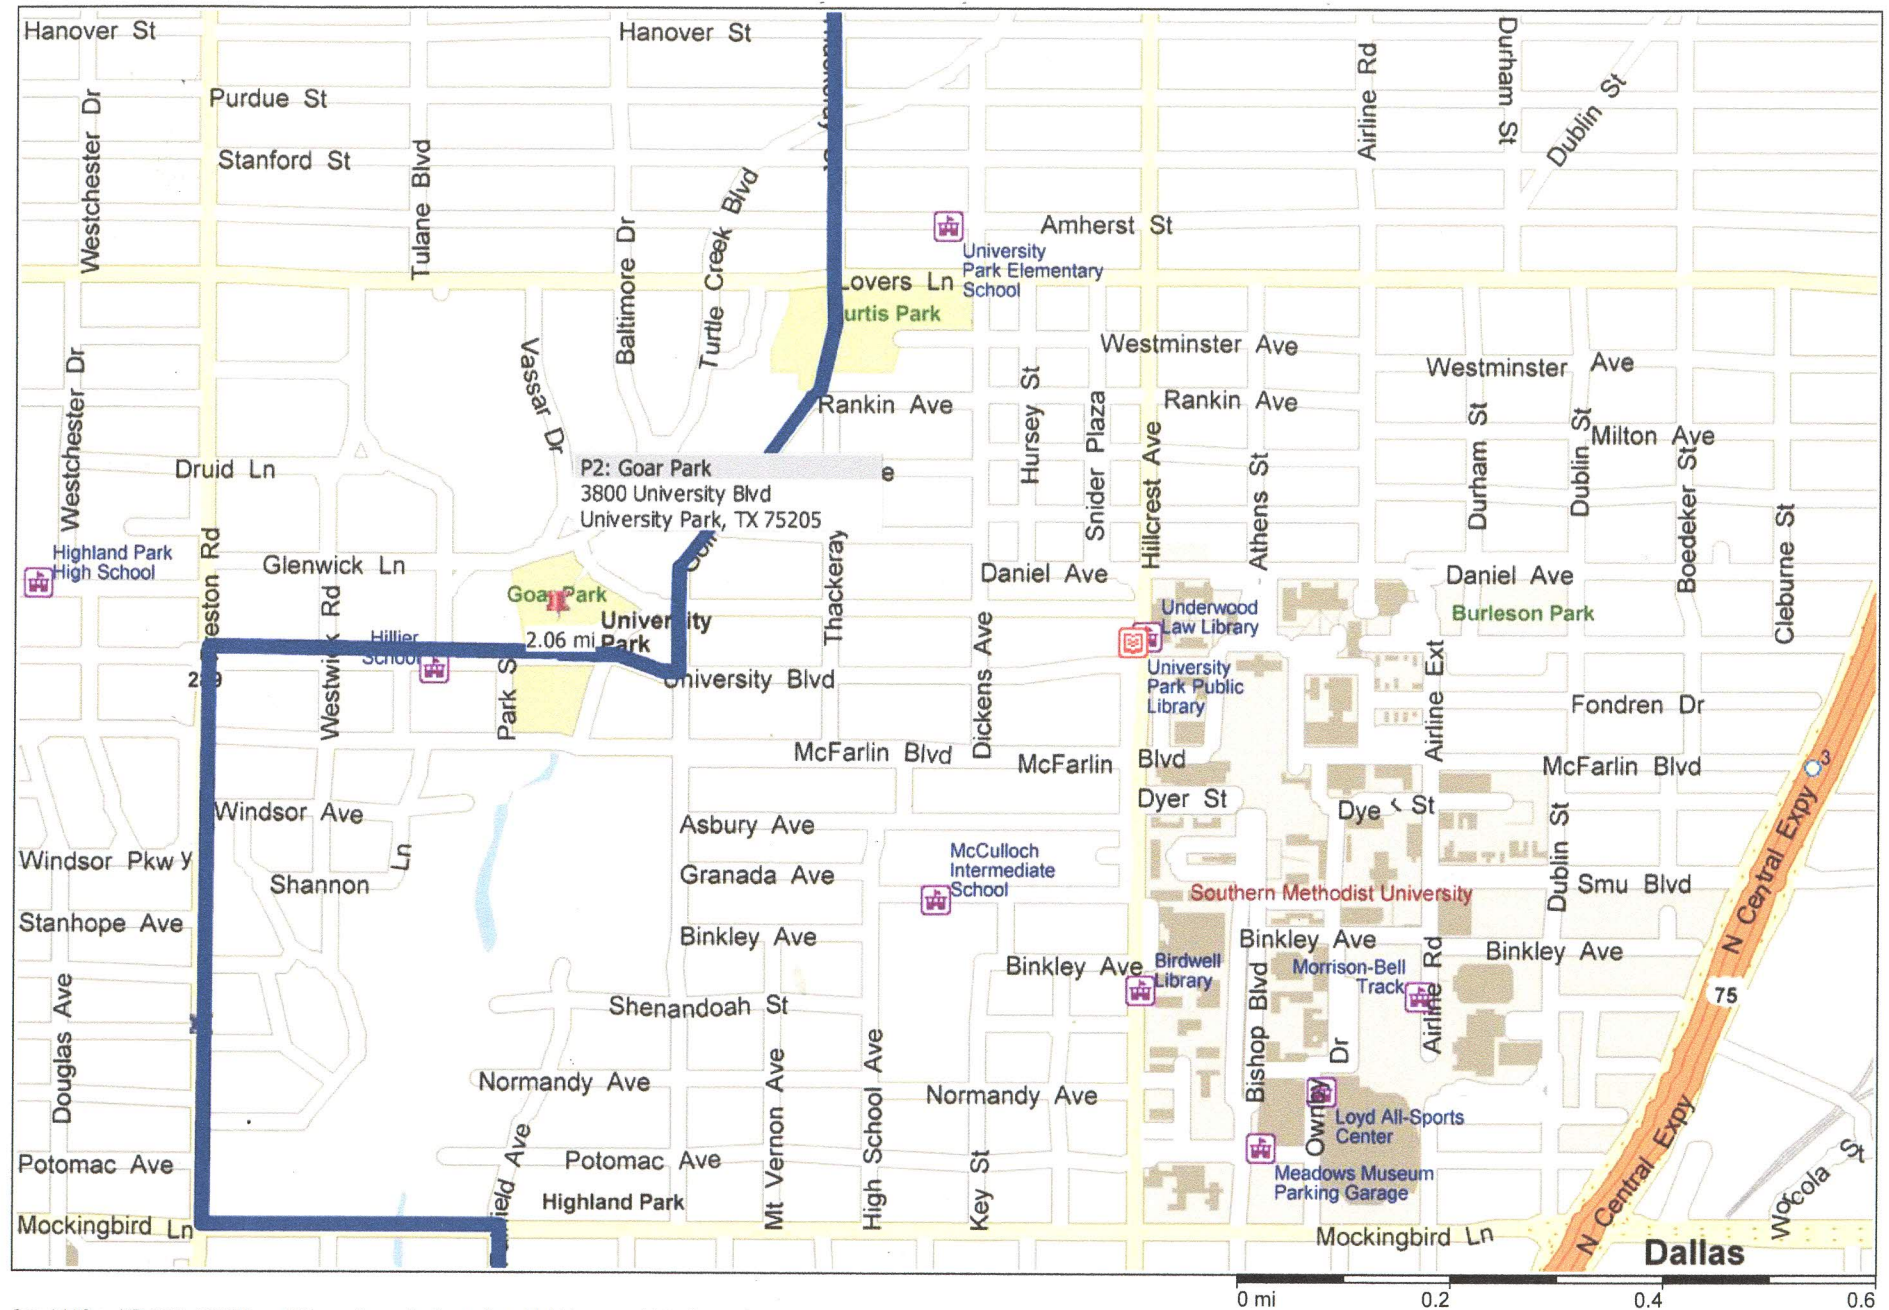 Hanover St
Hanover St
Durham St
Airline Rd
Dublin St
Purdue St
Westchester Dr
Stanford St
Tulane Blvd
Turtle Creek Blvd
Baltimore Dr
Amherst St
University
Park Elementary
School
Lovers Ln
urtis Park
Westminster Ave
Westminster Ave
Vassar Dr
Westchester Dr
Rankin Ave
Rankin Ave
Hursey St
Snider Plaza
Hillcrest Ave
Athens St
Durham St
Dublin St
Milton Ave
Boedeker St
Cleburne St
Druid Ln
P2: Goar Park
3800 University Blvd
University Park, TX 75205
e
Highland Park
High School
Glenwick Ln
Thackeray
Daniel Ave
Daniel Ave
Burleson Park
Goar Park
Underwood
Law Library
University
Park
2.06 mi
reston Rd
Westwick Rd
Hillier
School
289
Park S
University Blvd
Dickens Ave
University
Park Public
Library
Airline Ext
Fondren Dr
McFarlin Blvd
McFarlin Blvd
McFarlin Blvd
3
Dyer St
Dye r St
Windsor Ave
Asbury Ave
Windsor Pkw y
Ln
Shannon
Granada Ave
McCulloch
Intermediate
School
Dublin St
Smu Blvd
Southern Methodist University
N Central Expy
Stanhope Ave
Binkley Ave
Binkley Ave
Binkley Ave
Binkley Ave
Birdwell
Library
Morrison-Bell
Track
Airline Rd
75
Douglas Ave
Shenandoah St
Bishop Blvd
Normandy Ave
Normandy Ave
Mt Vernon Ave
High School Ave
Ownby Dr
Loyd All-Sports
Center
N Central Expy
Potomac Ave
Potomac Ave
ield Ave
Key St
Meadows Museum
Parking Garage
Highland Park
Mockingbird Ln
Mockingbird Ln
Dallas
0 mi 0.2 0.4 0.6